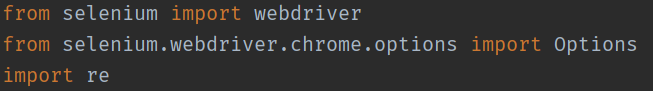 from selenium import webdriver
from selenium.webdriver.chrome.options import Options
import re